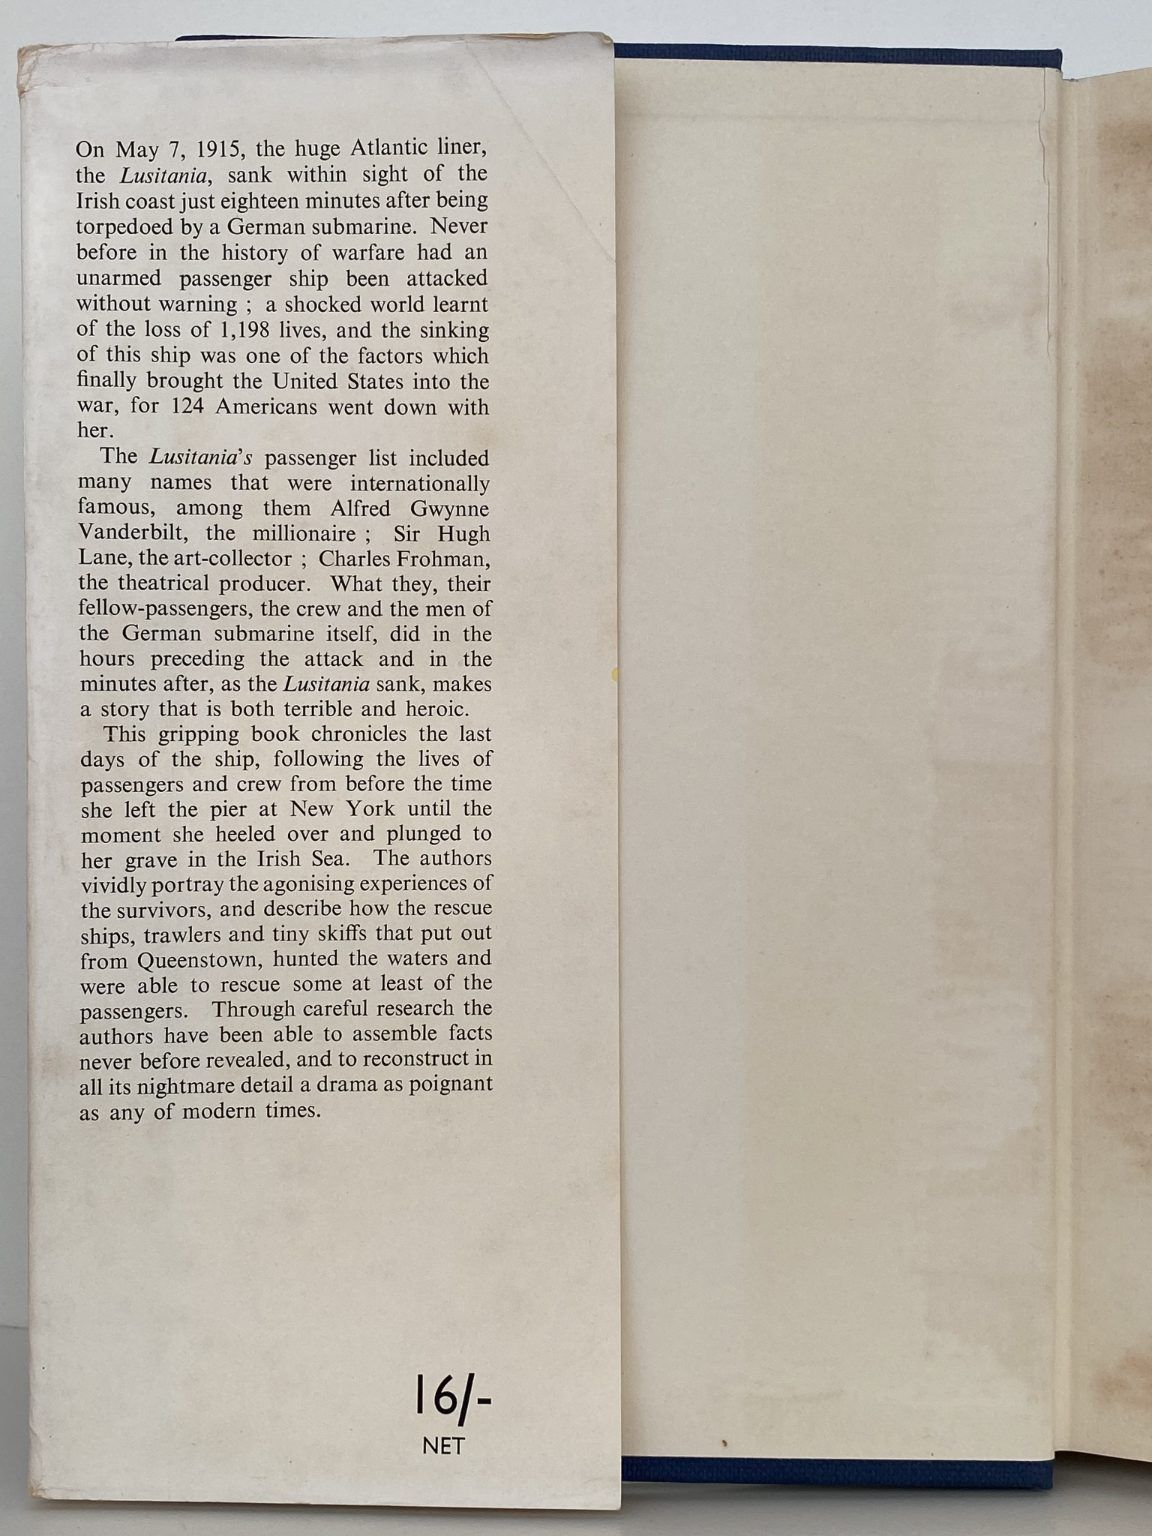 On May 7, 1915, the huge Atlantic liner,
the Lusitania, sank within sight of the
Irish coast just eighteen minutes after being
torpedoed by a German submarine. Never
before in the history of warfare had an
unarmed passenger ship been attacked
without warning ; a shocked world learnt
of the loss of 1,198 lives, and the sinking
of this ship was one of the factors which
finally brought the United States into the
war, for 124 Americans went down with
her.
The Lusitania's passenger list included
many names that were internationally
famous, among them Alfred Gwynne
Vanderbilt, the millionaire ; Sir Hugh
Lane, the art-collector ; Charles Frohman,
the theatrical producer. What they, their
fellow-passengers, the crew and the men of
the German submarine itself, did in the
hours preceding the attack and in the
minutes after, as the Lusitania sank, makes
a story that is both terrible and heroic.
This gripping book chronicles the last
days of the ship, following the lives of
passengers and crew from before the time
she left the pier at New York until the
moment she heeled over and plunged to
her grave in the Irish Sea. The authors
vividly portray the agonising experiences of
the survivors, and describe how the rescue
ships, trawlers and tiny skiffs that put out
from Queenstown, hunted the waters and
were able to rescue some at least of the
passengers. Through careful research the
authors have been able to assemble facts
never before revealed, and to reconstruct in
all its nightmare detail a drama as poignant
as any of modern times.
16/-
NET